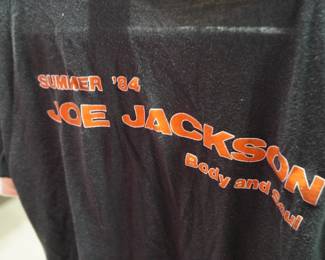 SUMMER '84
JOE JACKSON
Body and Soul